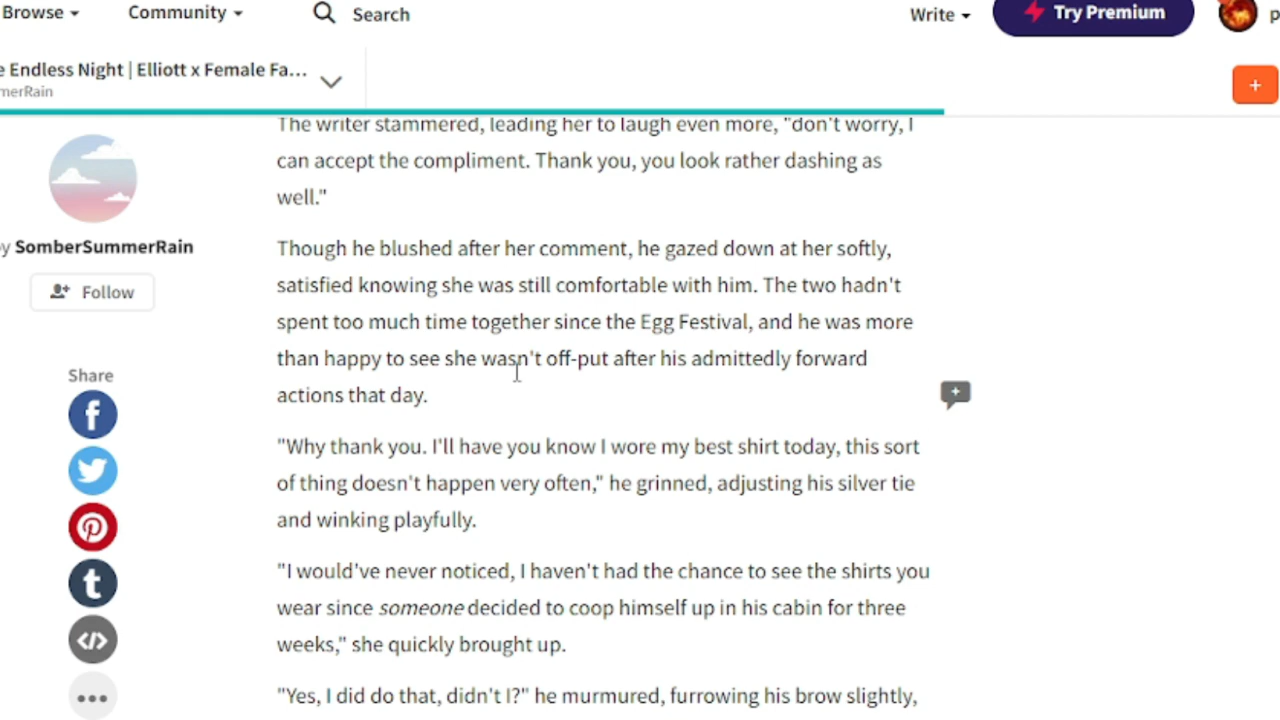 Browse
Community
Search
Write
Try Premium
p
e Endless Night | Elliott x Female Fa...
merRain
+
The writer stammered, leading her to laugh even more, "don't worry, I
can accept the compliment. Thank you, you look rather dashing as
well."
y SomberSummerRain
Follow
Though he blushed after her comment, he gazed down at her softly,
satisfied knowing she was still comfortable with him. The two hadn't
spent too much time together since the Egg Festival, and he was more
than happy to see she wasn't off-put after his admittedly forward
actions that day.
Share
"Why thank you. I'll have you know I wore my best shirt today, this sort
of thing doesn't happen very often," he grinned, adjusting his silver tie
and winking playfully.
"I would've never noticed, I haven't had the chance to see the shirts you
wear since someone decided to coop himself up in his cabin for three
weeks," she quickly brought up.
"Yes, I did do that, didn't I?" he murmured, furrowing his brow slightly,